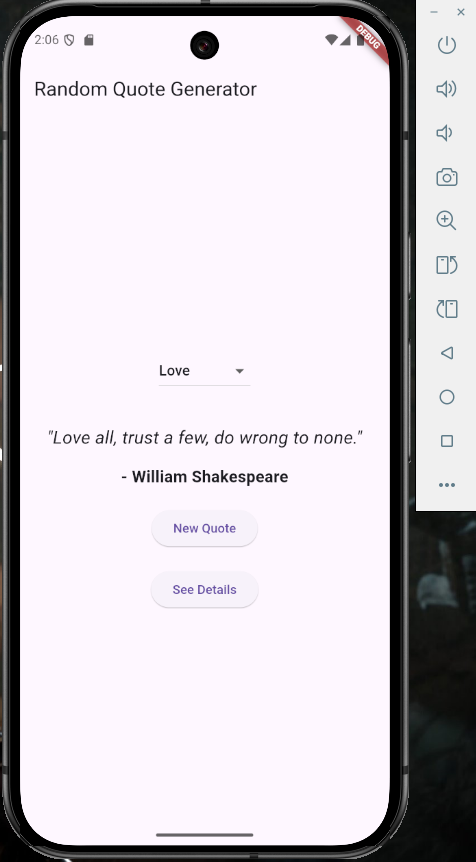 2:06
DEBUG
Random Quote Generator
Love
"Love all, trust a few, do wrong to none."
- William Shakespeare
New Quote
See Details